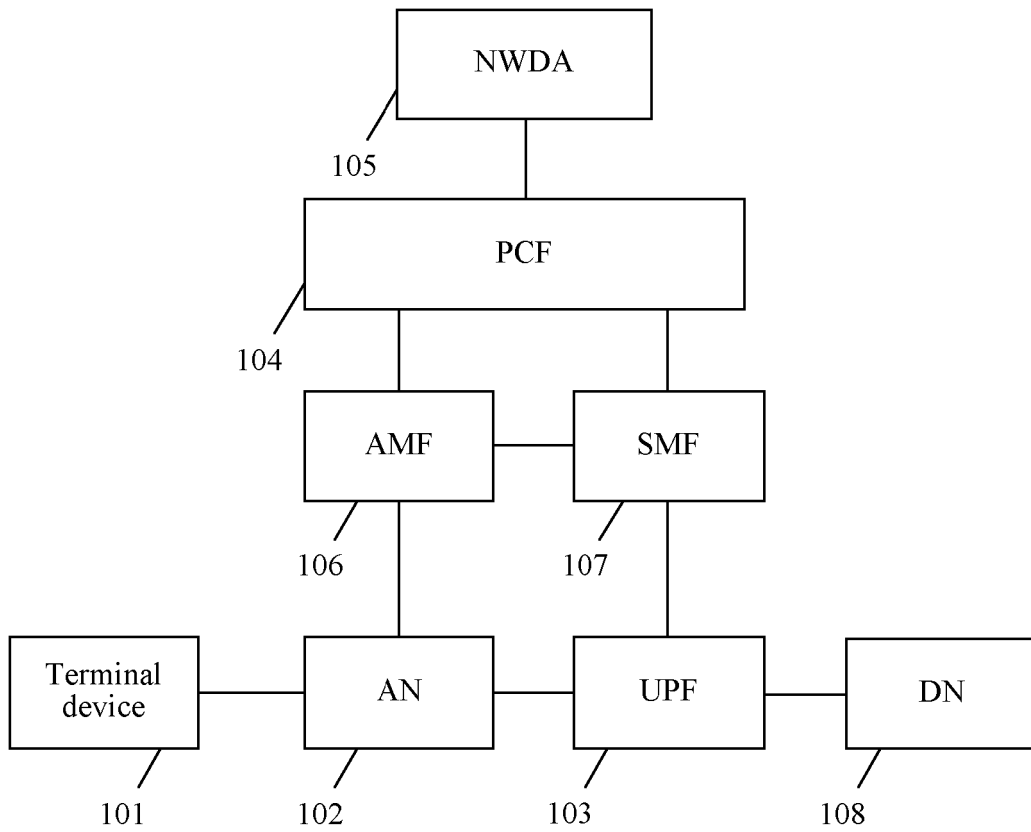 NWDA
105
PCF
104
AMF
SMF
106
107
Terminal
device
AN
UPF
DN
101
102
103
108